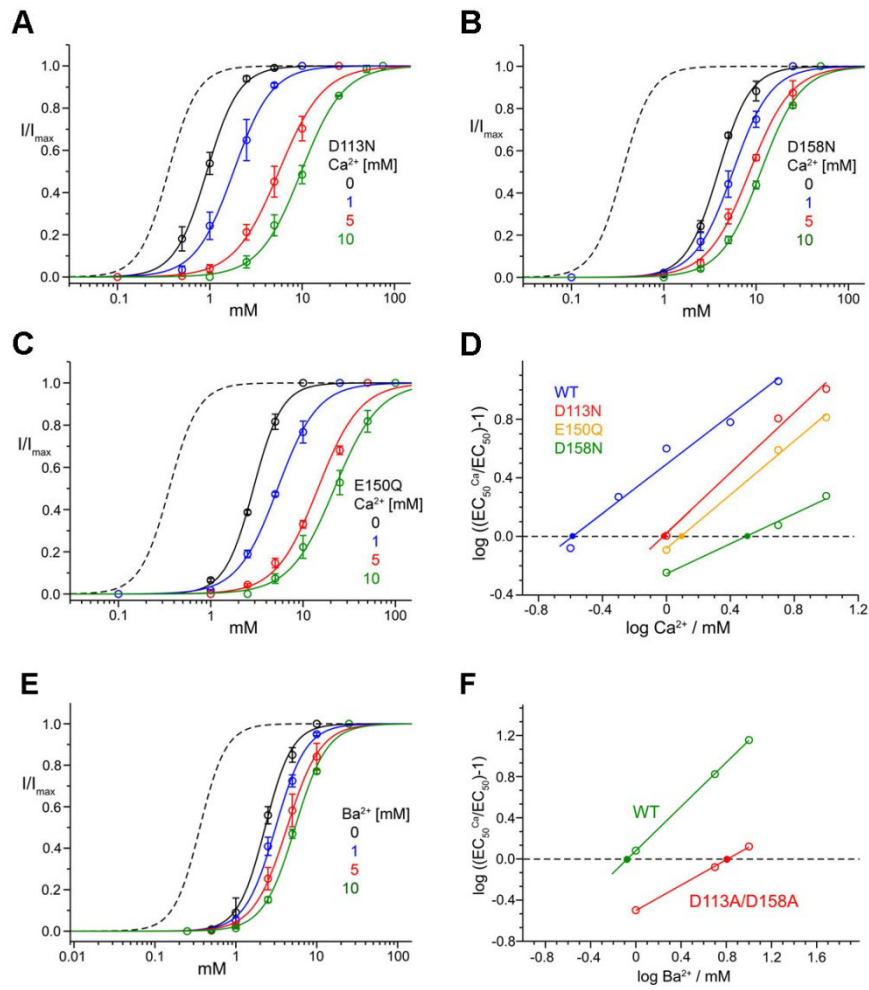 A
1.0
0.8
0.6
0.4
0.2
0.0
I/Imax
D113N
Ca²⁺ [mM]
0
1
5
10
0.1 1 10 100
mM
B
1.0
0.8
0.6
0.4
0.2
0.0
I/Imax
D158N
Ca²⁺ [mM]
0
1
5
10
0.1 1 10 100
mM
C
1.0
0.8
0.6
0.4
0.2
0.0
I/Imax
E150Q
Ca²⁺ [mM]
0
1
5
10
0.1 1 10 100
mM
D
log ((EC₅₀^Ca/EC₅₀)-1)
0.8
0.4
0.0
-0.4
WT
D113N
E150Q
D158N
-0.8 -0.4 0.0 0.4 0.8 1.2
log Ca²⁺ / mM
E
1.0
0.8
0.6
0.4
0.2
0.0
I/Imax
Ba²⁺ [mM]
0
1
5
10
0.01 0.1 1 10 100
mM
F
log ((EC₅₀^Ca/EC₅₀)-1)
1.2
0.8
0.4
0.0
-0.4
-0.8
WT
D113A/D158A
-0.8 -0.4 0 0.4 0.8 1.2 1.6
log Ba²⁺ / mM